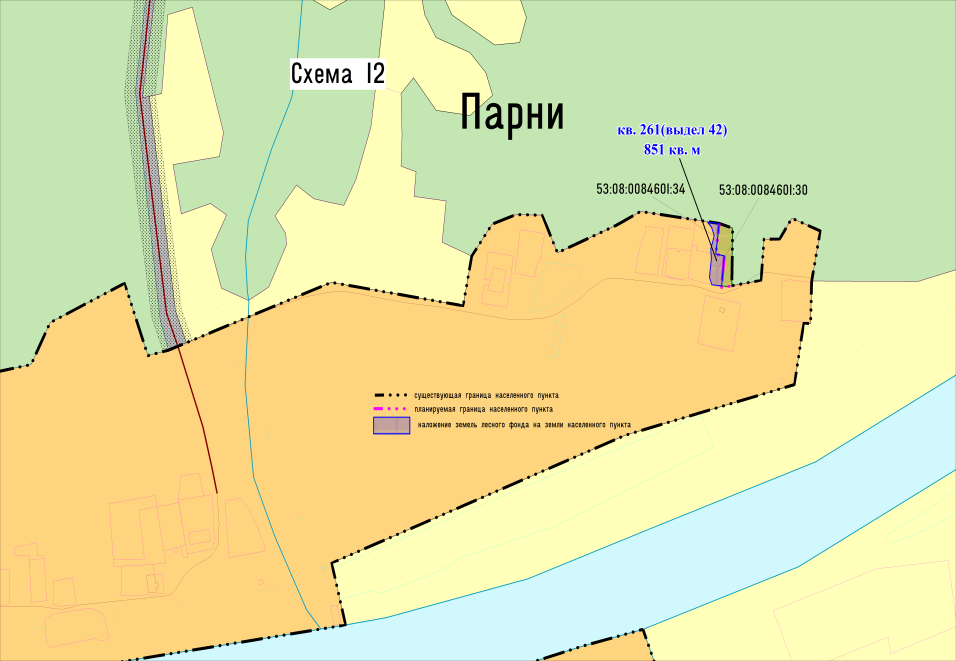 Схема 12
Парни
кв. 261(выдел 42)
851 кв. м
53:08:0084601:34
53:08:0084601:30
существующая граница населенного пункта
планируемая граница населенного пункта
наложение земель лесного фонда на земли населенного пункта